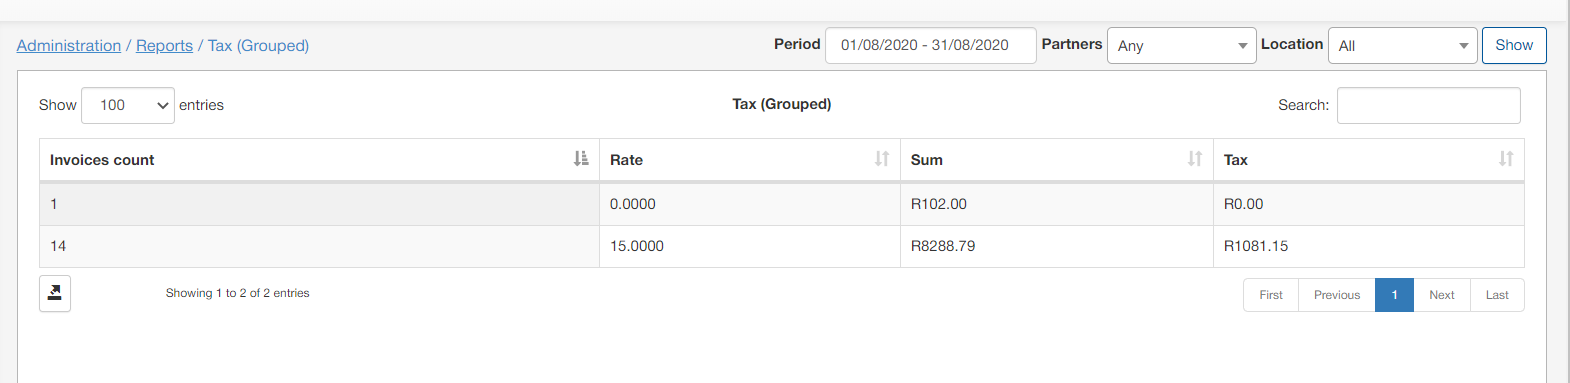 Administration / Reports / Tax (Grouped) Period 01/08/2020 - 31/08/2020 Partners Any Location All Show
Show 100 entries Tax (Grouped) Search:
Invoices count Rate Sum Tax
1 0.0000 R102.00 R0.00
14 15.0000 R8288.79 R1081.15
Showing 1 to 2 of 2 entries First Previous 1 Next Last